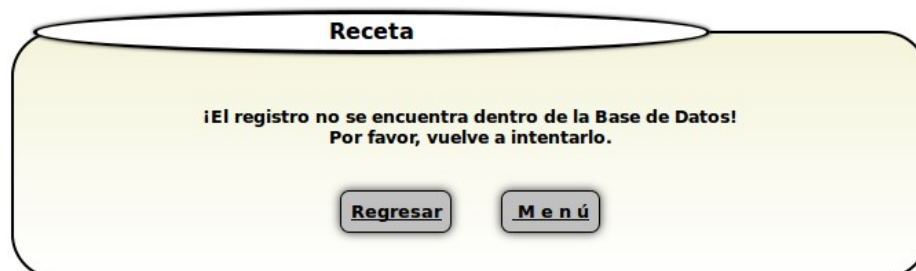 Receta
¡El registro no se encuentra dentro de la Base de Datos!
Por favor, vuelve a intentarlo.
Regresar
M e n ú